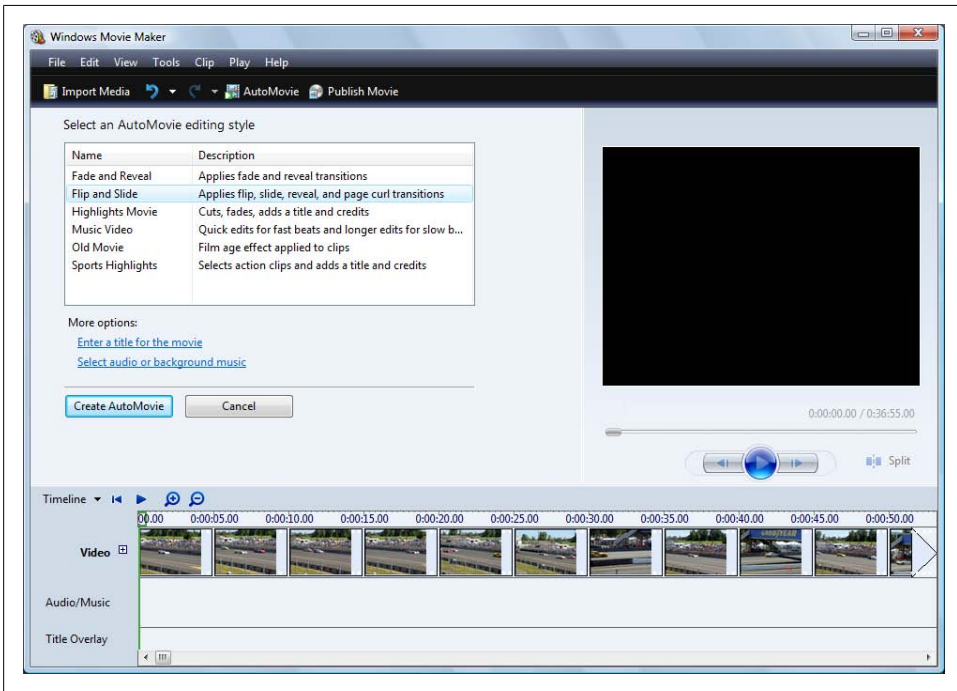 Windows Movie Maker
File Edit View Tools Clip Play Help
Import Media AutoMovie Publish Movie
Select an AutoMovie editing style
Name Description
Fade and Reveal Applies fade and reveal transitions
Flip and Slide Applies flip, slide, reveal, and page curl transitions
Highlights Movie Cuts, fades, adds a title and credits
Music Video Quick edits for fast beats and longer edits for slow b...
Old Movie Film age effect applied to clips
Sports Highlights Selects action clips and adds a title and credits
More options:
Enter a title for the movie
Select audio or background music
Create AutoMovie Cancel
0:00:00.00 / 0:36:55.00
Split
Timeline
00.00 0:00:05.00 0:00:10.00 0:00:15.00 0:00:20.00 0:00:25.00 0:00:30.00 0:00:35.00 0:00:40.00 0:00:45.00 0:00:50.00
Video
GOODYEAR
Audio/Music
Title Overlay